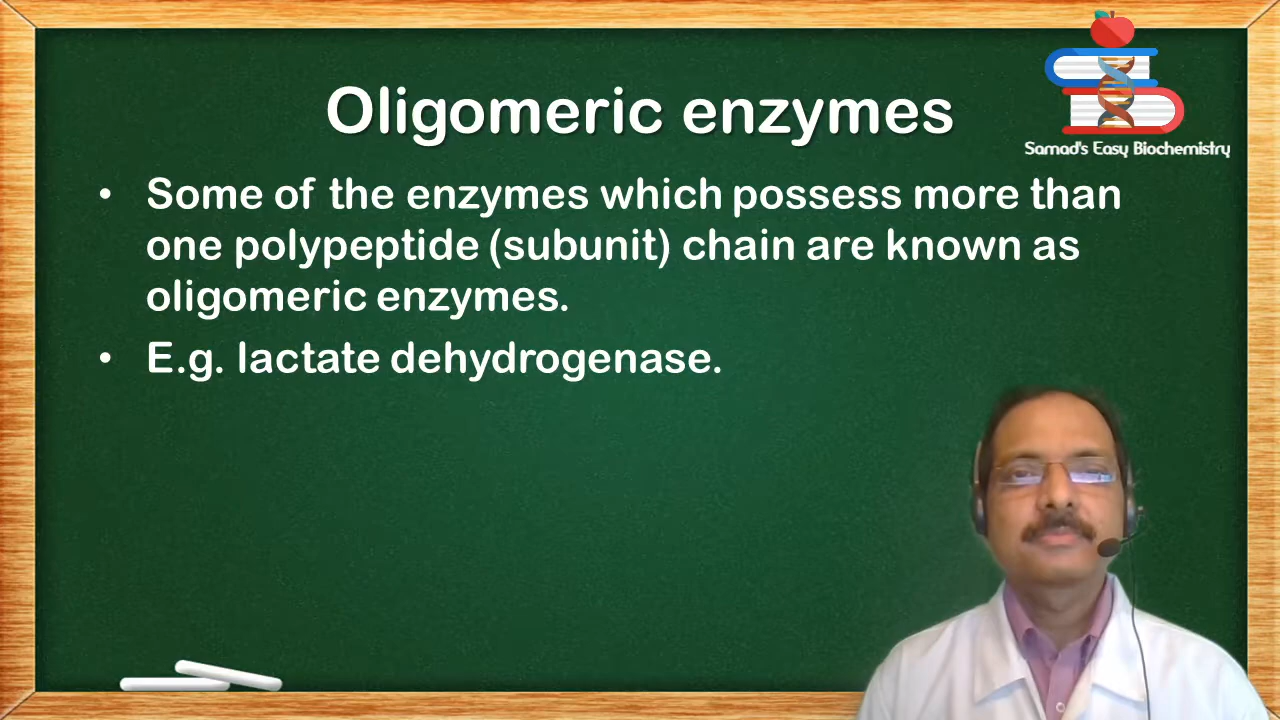 Samad's Easy Biochemistry
Oligomeric enzymes
• Some of the enzymes which possess more than
one polypeptide (subunit) chain are known as
oligomeric enzymes.
• E.g. lactate dehydrogenase.